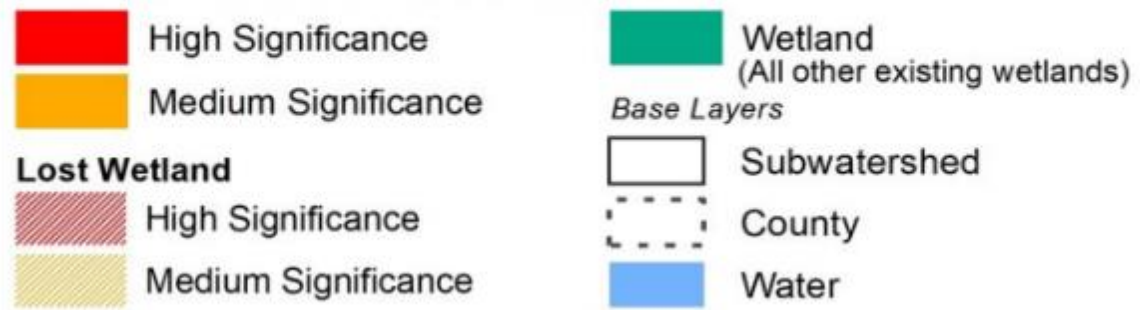 High Significance
Medium Significance
Lost Wetland
High Significance
Medium Significance
Wetland
(All other existing wetlands)
Base Layers
Subwatershed
County
Water